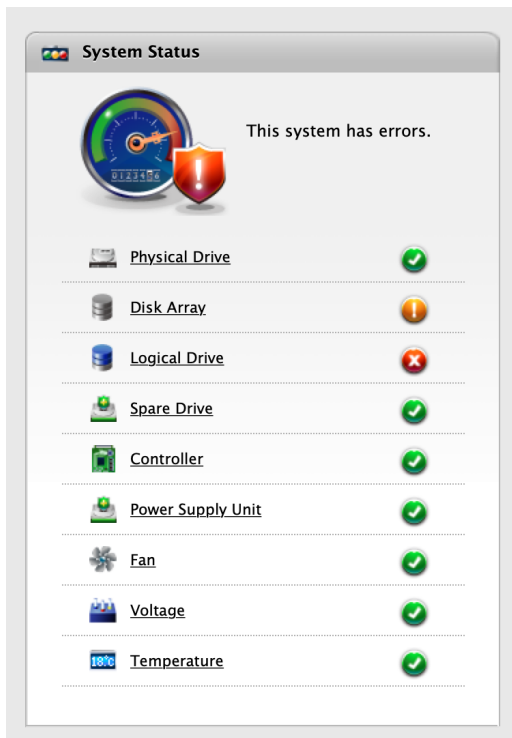 System Status
This system has errors.
Physical Drive
Disk Array
Logical Drive
Spare Drive
Controller
Power Supply Unit
Fan
Voltage
18°C Temperature